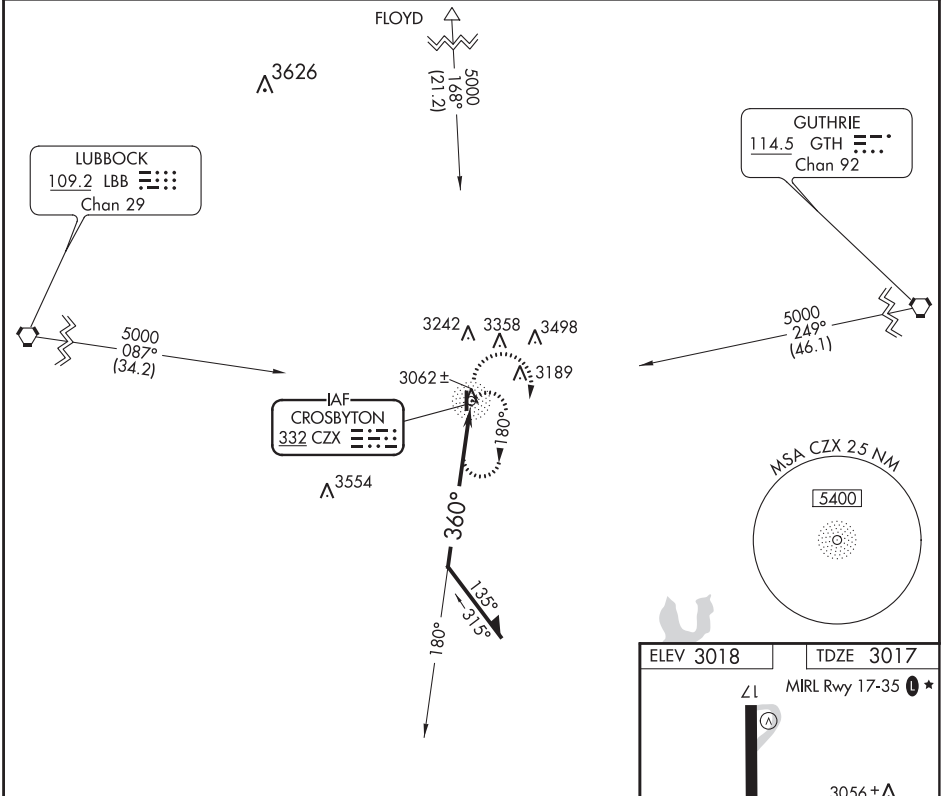 FLOYD
5000
168°
(21.2)
3626
LUBBOCK
109.2 LBB
Chan 29
GUTHRIE
114.5 GTH
Chan 92
5000
087°
(34.2)
5000
249°
(46.1)
3242
3358
3498
3189
3062±
IAF
CROSBYTON
332 CZX
180°
3554
360°
MSA CZX 25 NM
5400
135°
315°
180°
ELEV 3018
TDZE 3017
MIRL Rwy 17-35 L ★
17
3056±